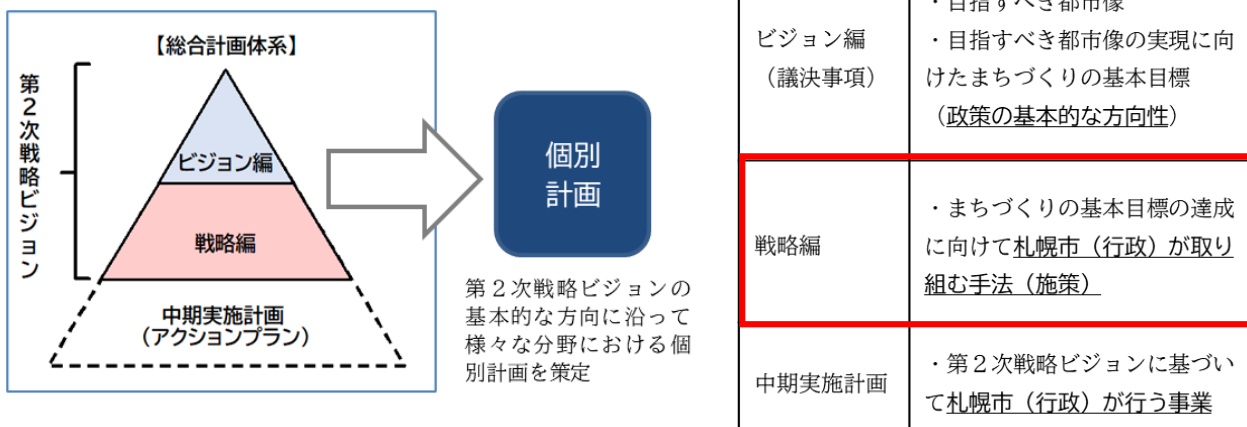 【総合計画体系】
第2次戦略ビジョン
ビジョン編
戦略編
中期実施計画
(アクションプラン)
個別
計画
第２次戦略ビジョンの
基本的な方向に沿って
様々な分野における個
別計画を策定
ビジョン編
（議決事項）
・目指すべき都市像
・目指すべき都市像の実現に向
けたまちづくりの基本目標
（政策の基本的な方向性）
戦略編
・まちづくりの基本目標の達成
に向けて札幌市（行政）が取り
組む手法（施策）
中期実施計画
・第２次戦略ビジョンに基づい
て札幌市（行政）が行う事業